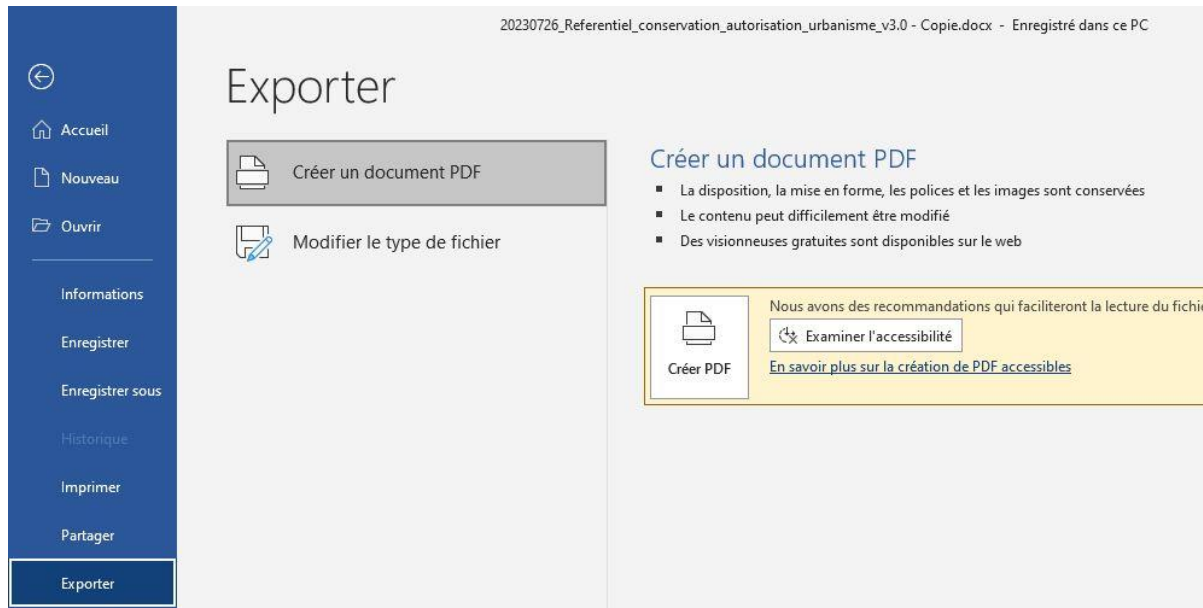 20230726_Referentiel_conservation_autorisation_urbanisme_v3.0 - Copie.docx - Enregistré dans ce PC
Exporter
Accueil
Nouveau
Ouvrir
Informations
Enregistrer
Enregistrer sous
Historique
Imprimer
Partager
Exporter
Créer un document PDF
Modifier le type de fichier
Créer un document PDF
La disposition, la mise en forme, les polices et les images sont conservées
Le contenu peut difficilement être modifié
Des visionneuses gratuites sont disponibles sur le web
Créer PDF
Nous avons des recommandations qui faciliteront la lecture du
Examiner l'accessibilité
En savoir plus sur la création de PDF accessibles